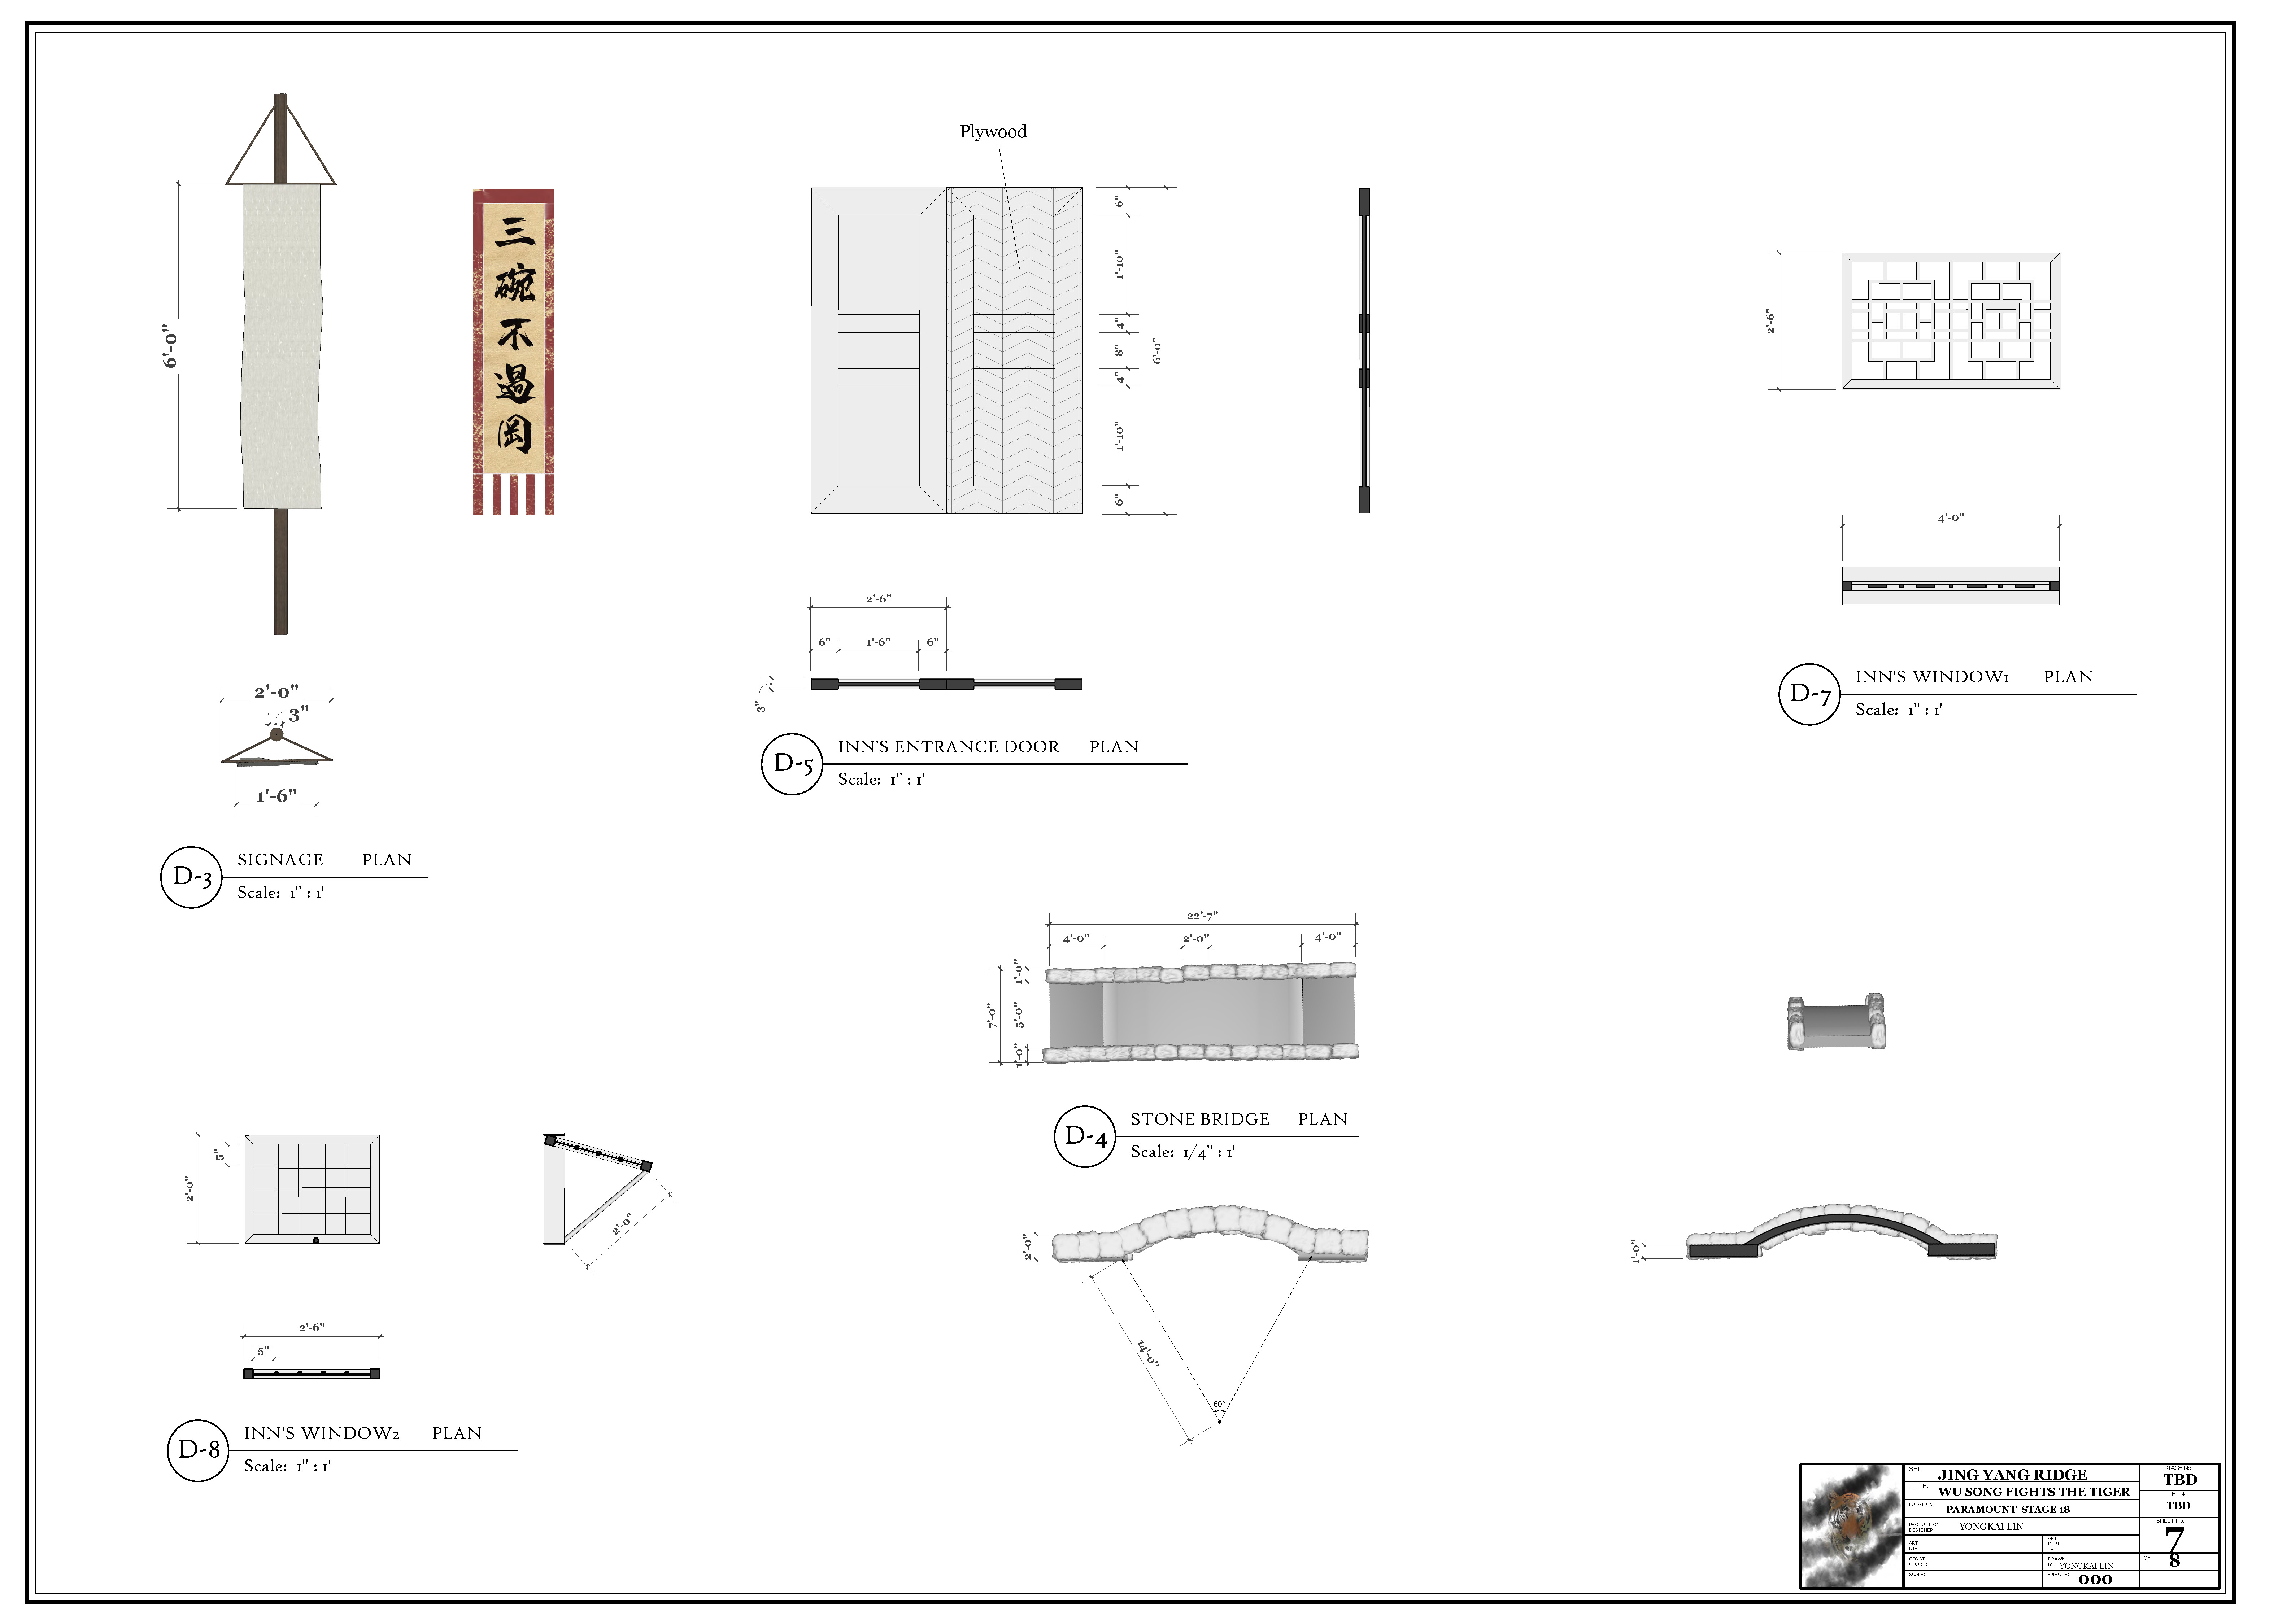 6'-0"
三碗不過岡
2'-0"
3"
1'-6"
D-3
SIGNAGE PLAN
Scale: 1" : 1'
Plywood
6"
1'-10"
4"
8"
4"
1'-10"
6"
6'-0"
2'-6"
6" 1'-6" 6"
3"
D-5
INN'S ENTRANCE DOOR PLAN
Scale: 1" : 1'
2'-6"
4'-0"
D-7
INN'S WINDOW1 PLAN
Scale: 1" : 1'
22'-7"
4'-0" 2'-0" 4'-0"
1'-0"
7'-0"
5'-0"
1'-0"
D-4
STONE BRIDGE PLAN
Scale: 1/4" : 1'
2'-0"
14'-0"
60°
1'-0"
5"
2'-0"
2'-0"
2'-6"
5"
D-8
INN'S WINDOW2 PLAN
Scale: 1" : 1'
SET: JING YANG RIDGE
TITLE: WU SONG FIGHTS THE TIGER
LOCATION: PARAMOUNT STAGE 18
PRODUCTION DESIGNER: YONGKAI LIN
ART DIR:
ART DEPT TEL:
CONST COORD:
DRAWN BY: YONGKAI LIN
SCALE:
EPISODE: 000
STAGE No.
TBD
SET No.
TBD
SHEET No.
7
OF 8